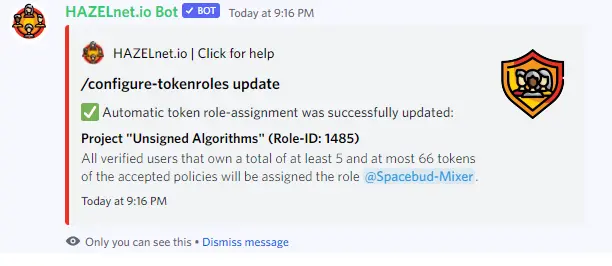 HAZELnet.io Bot ✓ BOT Today at 9:16 PM
HAZELnet.io | Click for help
/configure-tokenroles update
✅ Automatic token role-assignment was successfully updated:
Project "Unsigned Algorithms" (Role-ID: 1485)
All verified users that own a total of at least 5 and at most 66 tokens
of the accepted policies will be assigned the role @Spacebud-Mixer.
Today at 9:16 PM
Only you can see this • Dismiss message